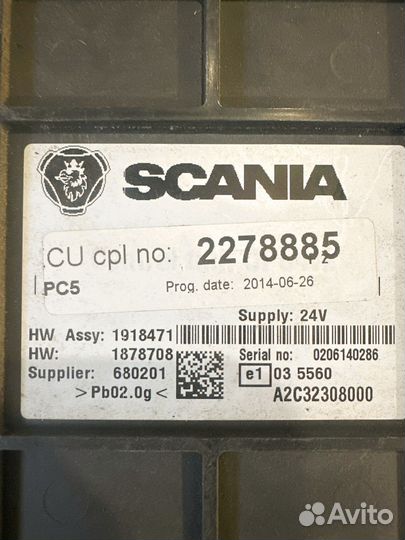 SCANIA
CU cpl no: 2278885
PC5 Prog. date: 2014-06-26
Supply: 24V
HW Assy: 1918471
HW: 1878708 Serial no: 0206140286
Supplier: 680201 e1 03 5560
>Pb02.0g< A2C32308000
Avito